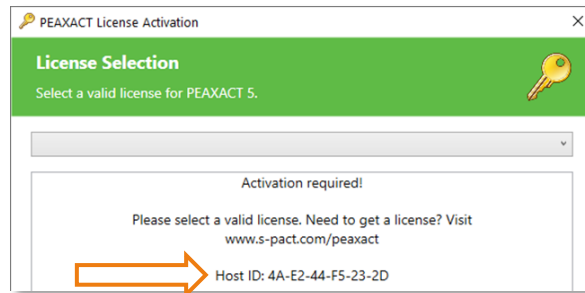 PEAXACT License Activation
License Selection
Select a valid license for PEAXACT 5.
Activation required!
Please select a valid license. Need to get a license? Visit
www.s-pact.com/peaxact
Host ID: 4A-E2-44-F5-23-2D